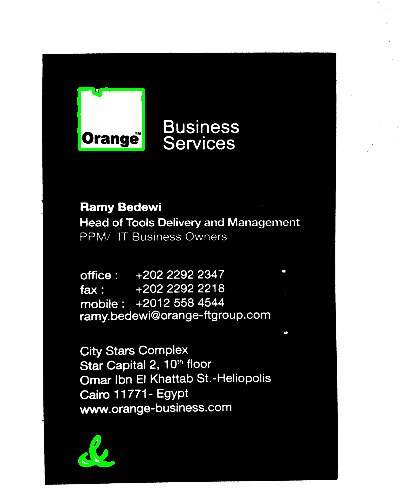 Orange™
Business
Services
Ramy Bedewi
Head of Tools Delivery and Management
PPM/ IT Business Owners
office : +202 2292 2347
fax : +202 2292 2218
mobile : +2012 558 4544
ramy.bedewi@orange-ftgroup.com
City Stars Complex
Star Capital 2, 10th floor
Omar Ibn El Khattab St.-Heliopolis
Cairo 11771- Egypt
www.orange-business.com
&